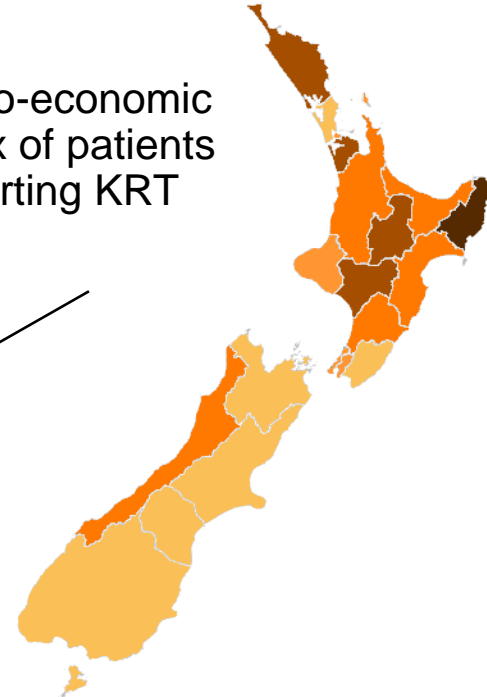 o-economic
x of patients
rting KRT